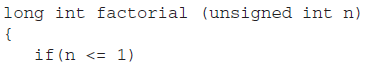 long int factorial (unsigned int n)
{
   if(n <= 1)